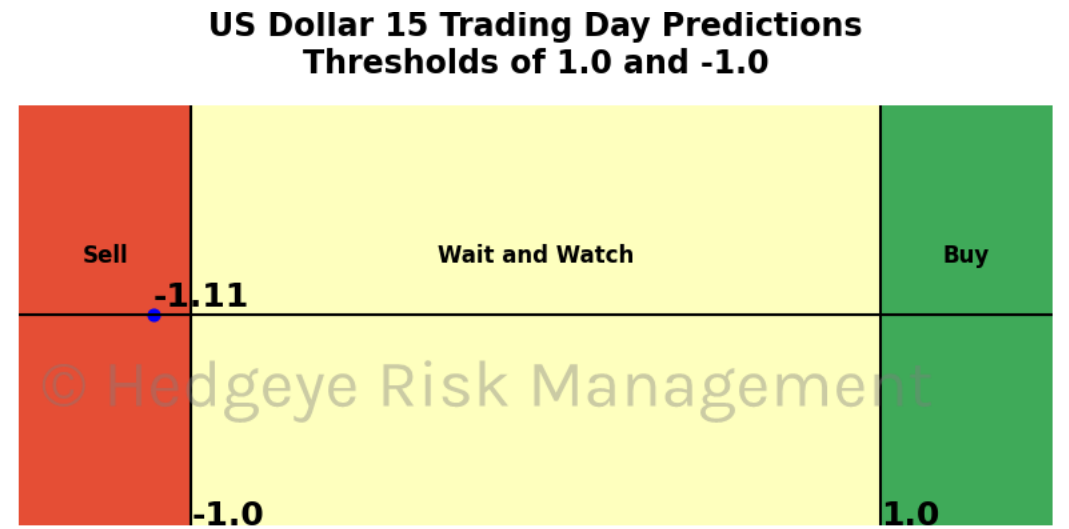 US Dollar 15 Trading Day Predictions
Thresholds of 1.0 and -1.0
Sell
Wait and Watch
Buy
-1.11
© Hedgeye Risk Management
-1.0
1.0